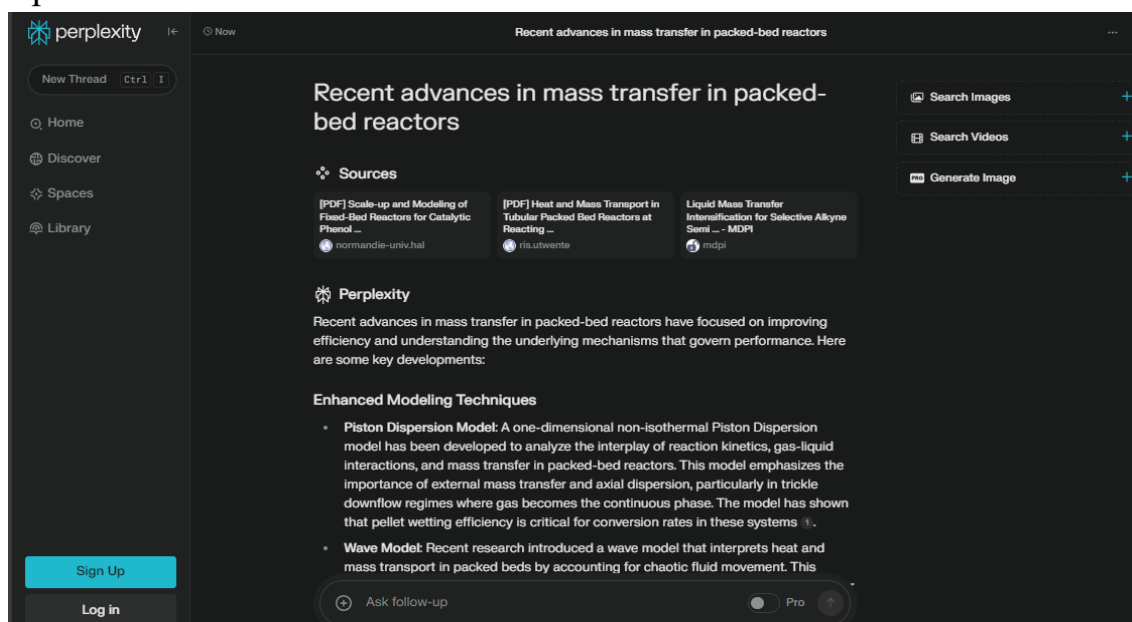 perplexity
Now
Recent advances in mass transfer in packed-bed reactors
...
New Thread Ctrl I
Home
Discover
Spaces
Library
Sign Up
Log in
Recent advances in mass transfer in packed-
bed reactors
Sources
[PDF] Scale-up and Modeling of
Fixed-Bed Reactors for Catalytic
Phenol ...
normandie-univ.hal
[PDF] Heat and Mass Transport in
Tubular Packed Bed Reactors at
Reacting ...
ris.utwente
Liquid Mass Transfer
Intensification for Selective Alkyne
Semi ... - MDPI
mdpi
Perplexity
Recent advances in mass transfer in packed-bed reactors have focused on improving
efficiency and understanding the underlying mechanisms that govern performance. Here
are some key developments:
Enhanced Modeling Techniques
• Piston Dispersion Model: A one-dimensional non-isothermal Piston Dispersion
model has been developed to analyze the interplay of reaction kinetics, gas-liquid
interactions, and mass transfer in packed-bed reactors. This model emphasizes the
importance of external mass transfer and axial dispersion, particularly in trickle
downflow regimes where gas becomes the continuous phase. The model has shown
that pellet wetting efficiency is critical for conversion rates in these systems 1.
• Wave Model: Recent research introduced a wave model that interprets heat and
mass transport in packed beds by accounting for chaotic fluid movement. This
Ask follow-up
Pro
Search Images
Search Videos
PRO Generate Image